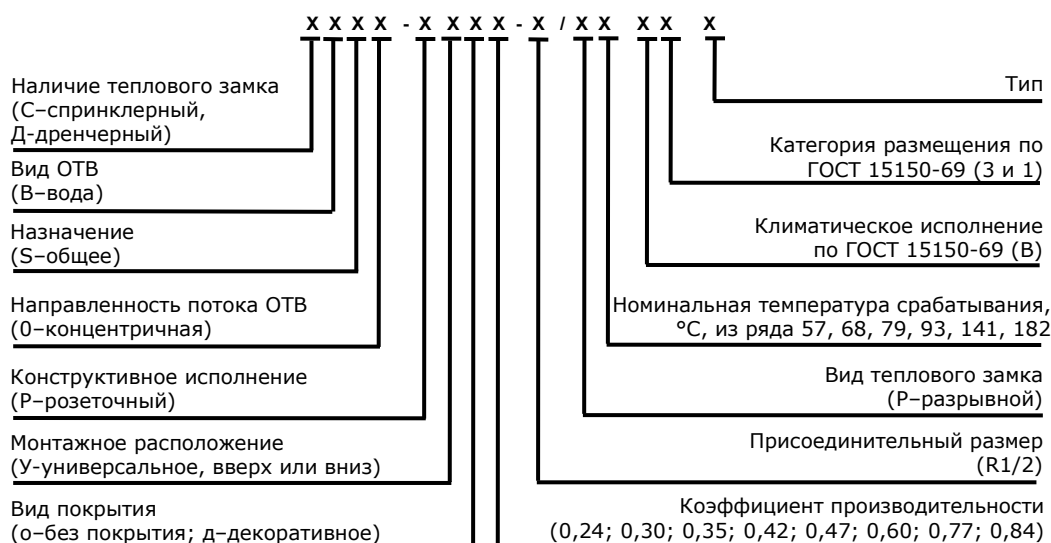 X X X X - X X X X - X / X X X X X
Наличие теплового замка
(С–спринклерный,
Д-дренчерный)
Вид ОТВ
(В–вода)
Назначение
(S–общее)
Направленность потока ОТВ
(0–концентричная)
Конструктивное исполнение
(Р–розеточный)
Монтажное расположение
(У-универсальное, вверх или вниз)
Вид покрытия
(о–без покрытия; д–декоративное)
Тип
Категория размещения по
ГОСТ 15150-69 (3 и 1)
Климатическое исполнение
по ГОСТ 15150-69 (В)
Номинальная температура срабатывания,
°С, из ряда 57, 68, 79, 93, 141, 182
Вид теплового замка
(Р–разрывной)
Присоединительный размер
(R1/2)
Коэффициент производительности
(0,24; 0,30; 0,35; 0,42; 0,47; 0,60; 0,77; 0,84)